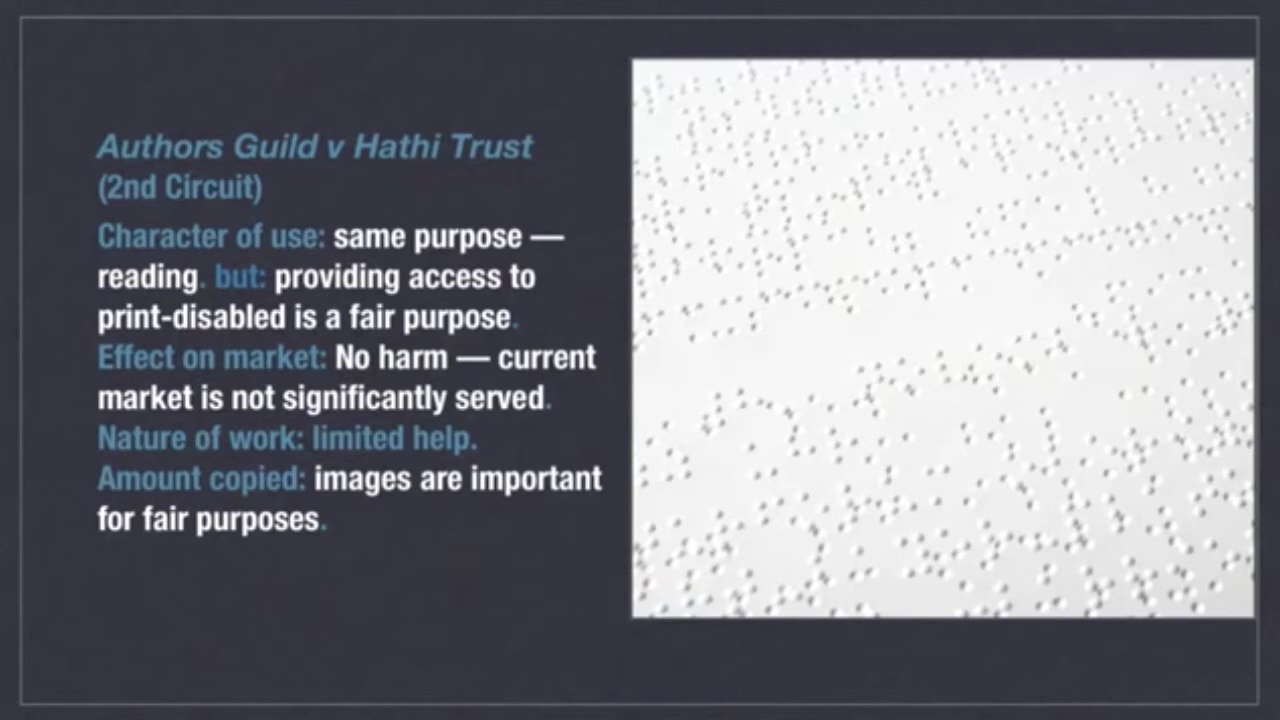 Authors Guild v Hathi Trust
(2nd Circuit)
Character of use: same purpose —
reading. but: providing access to
print-disabled is a fair purpose.
Effect on market: No harm — current
market is not significantly served.
Nature of work: limited help.
Amount copied: images are important
for fair purposes.